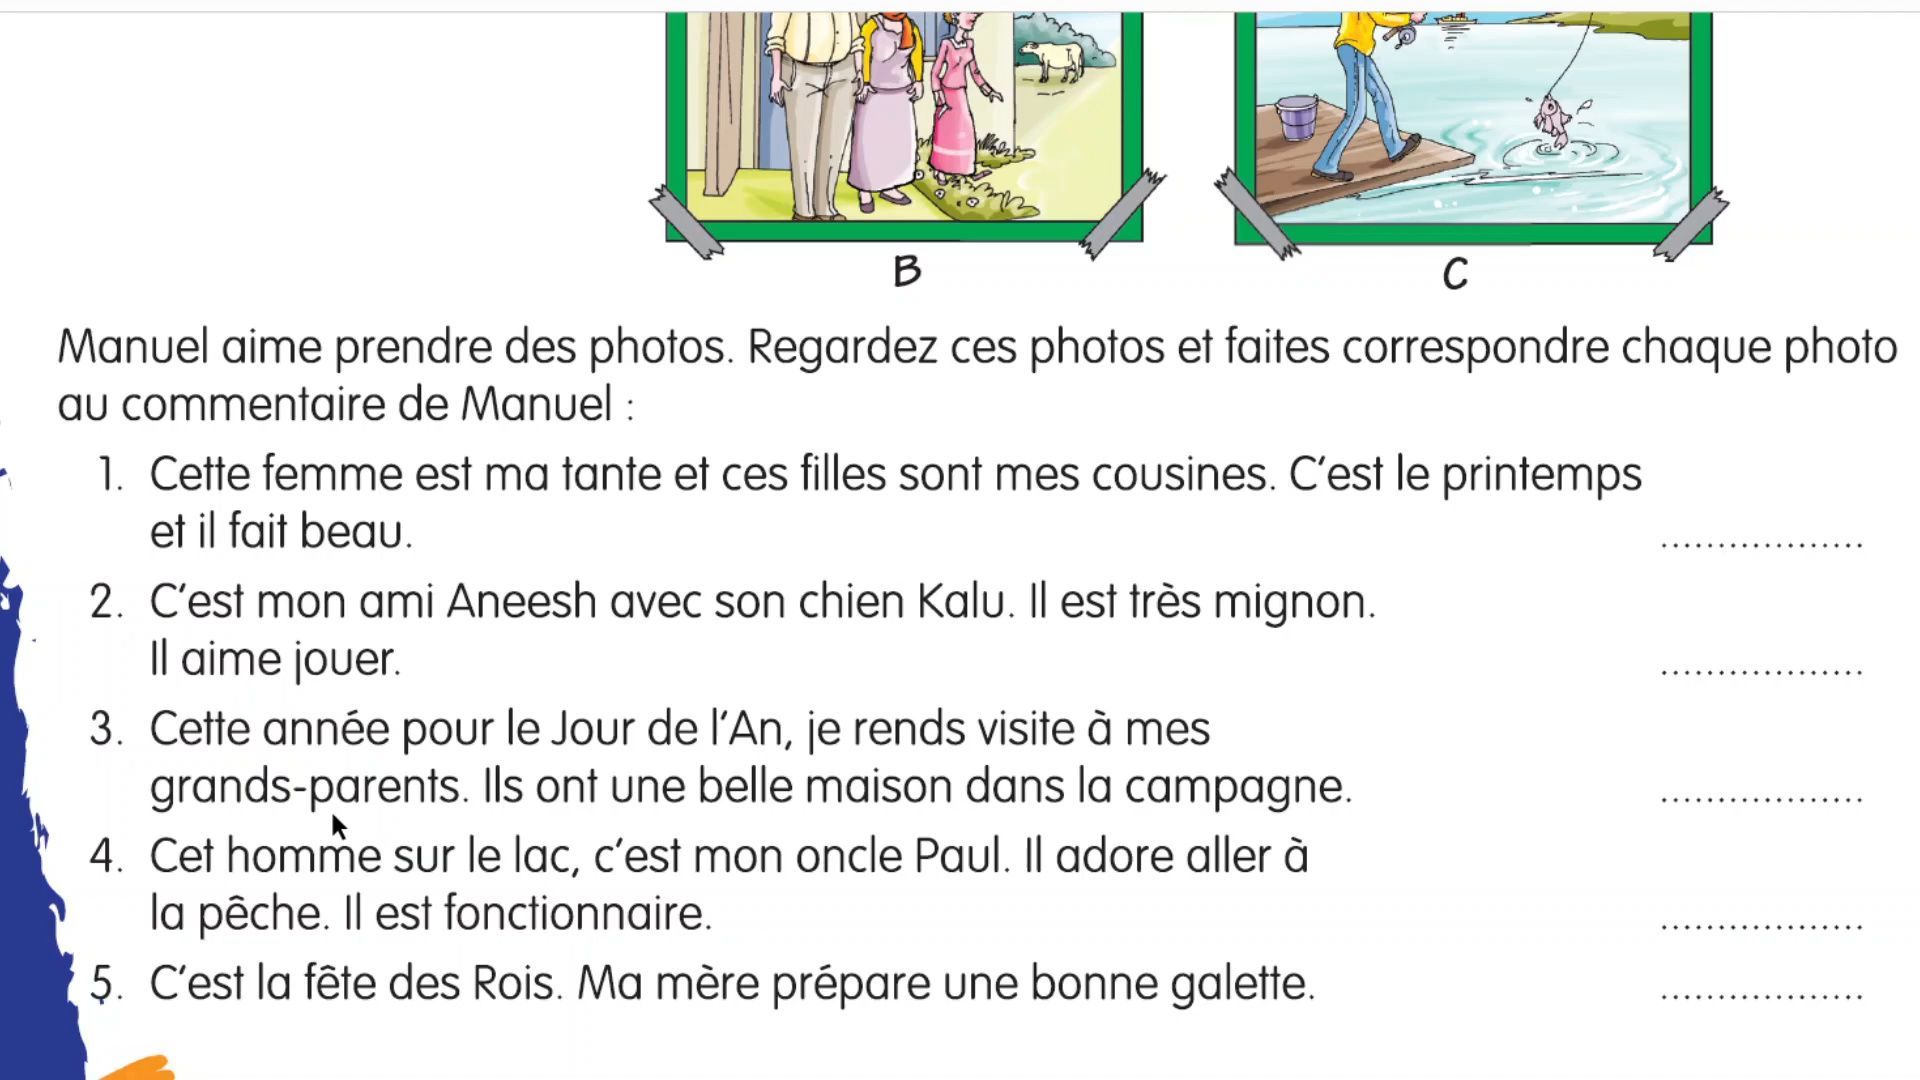 B
C
Manuel aime prendre des photos. Regardez ces photos et faites correspondre chaque photo
au commentaire de Manuel :
1. Cette femme est ma tante et ces filles sont mes cousines. C'est le printemps
et il fait beau. ..................
2. C'est mon ami Aneesh avec son chien Kalu. Il est très mignon.
Il aime jouer. ..................
3. Cette année pour le Jour de l'An, je rends visite à mes
grands-parents. Ils ont une belle maison dans la campagne. ..................
4. Cet homme sur le lac, c'est mon oncle Paul. Il adore aller à
la pêche. Il est fonctionnaire. ..................
5. C'est la fête des Rois. Ma mère prépare une bonne galette. ..................